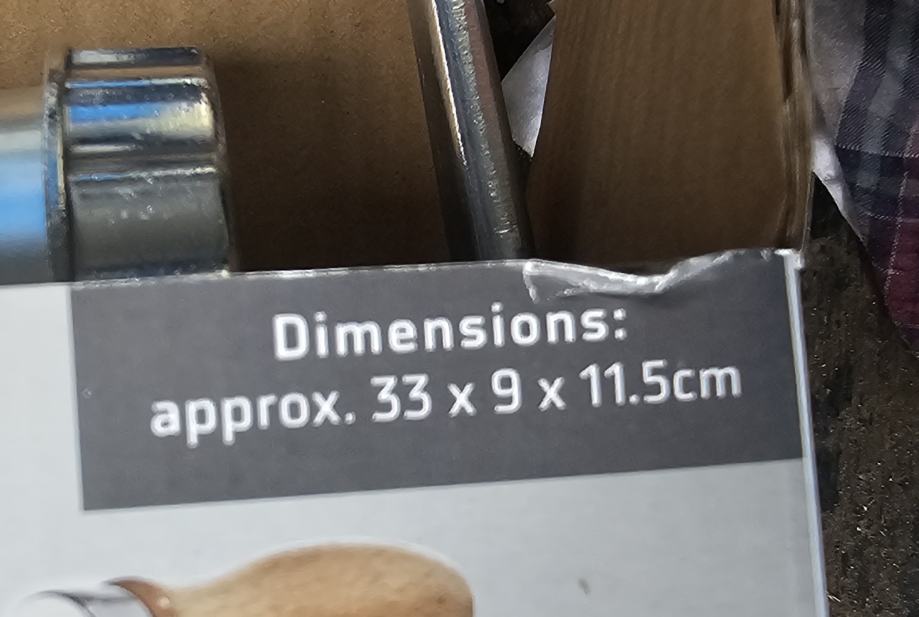 Dimensions:
approx. 33 x 9 x 11.5cm